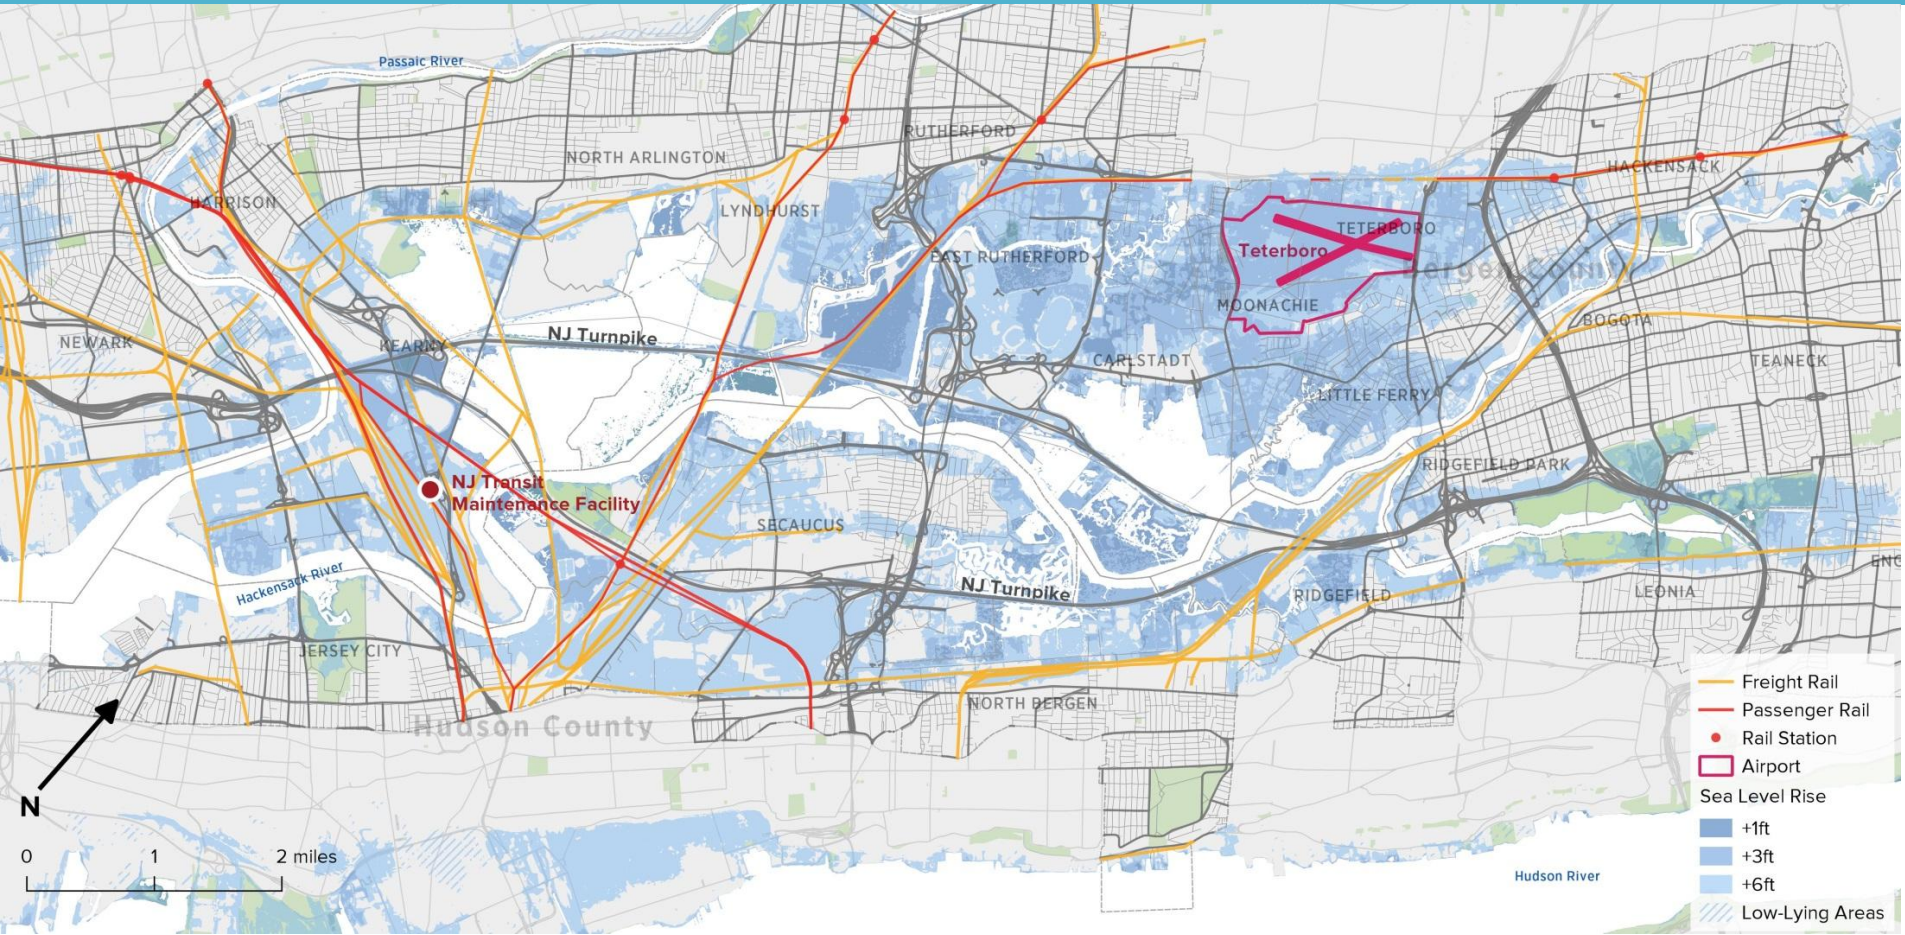 Passaic River
RUTHERFORD
NORTH ARLINGTON
HACKENSACK
HARRISON
LYNDHURST
TETERBORO
Teterboro
EAST RUTHERFORD
Bergen County
MOONACHIE
BOGOTA
NJ Turnpike
NEWARK
KEARNY
CARLSTADT
TEANECK
LITTLE FERRY
RIDGEFIELD PARK
NJ Transit
Maintenance Facility
SECAUCUS
Hackensack River
NJ Turnpike
RIDGEFIELD
LEONIA
ENG
JERSEY CITY
NORTH BERGEN
Hudson County
N
0 1 2 miles
Hudson River
Freight Rail
Passenger Rail
Rail Station
Airport
Sea Level Rise
+1ft
+3ft
+6ft
Low-Lying Areas